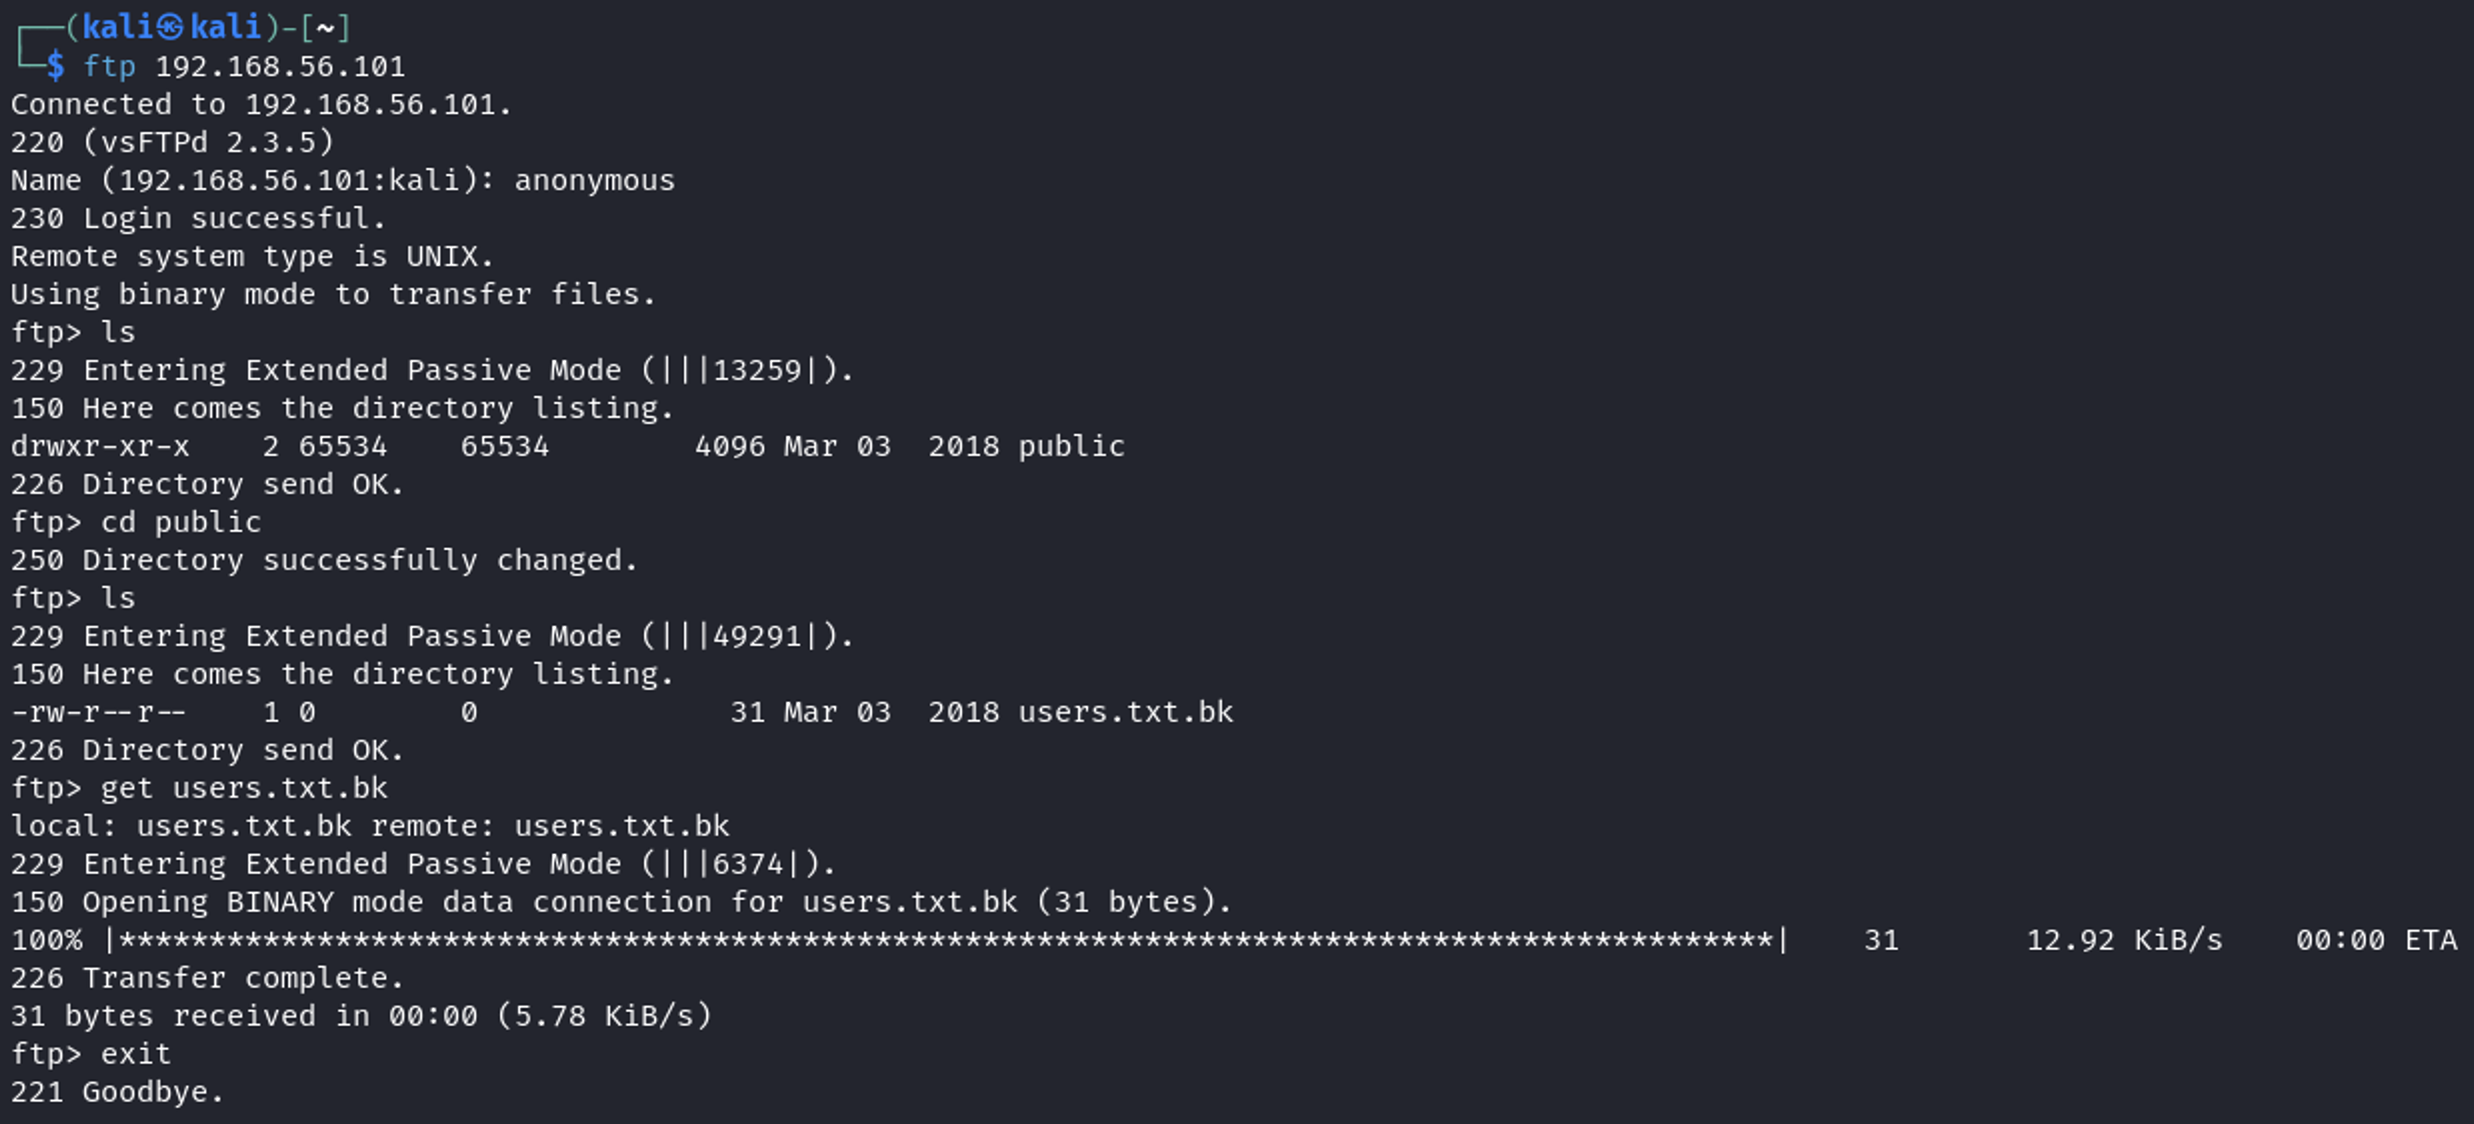 ┌──(kali㉿kali)-[~]
└─$ ftp 192.168.56.101
Connected to 192.168.56.101.
220 (vsFTPd 2.3.5)
Name (192.168.56.101:kali): anonymous
230 Login successful.
Remote system type is UNIX.
Using binary mode to transfer files.
ftp> ls
229 Entering Extended Passive Mode (|||13259|).
150 Here comes the directory listing.
drwxr-xr-x    2 65534    65534        4096 Mar 03  2018 public
226 Directory send OK.
ftp> cd public
250 Directory successfully changed.
ftp> ls
229 Entering Extended Passive Mode (|||49291|).
150 Here comes the directory listing.
-rw-r--r--    1 0        0              31 Mar 03  2018 users.txt.bk
226 Directory send OK.
ftp> get users.txt.bk
local: users.txt.bk remote: users.txt.bk
229 Entering Extended Passive Mode (|||6374|).
150 Opening BINARY mode data connection for users.txt.bk (31 bytes).
100% |********************************************************************************************|    31       12.92 KiB/s    00:00 ETA
226 Transfer complete.
31 bytes received in 00:00 (5.78 KiB/s)
ftp> exit
221 Goodbye.